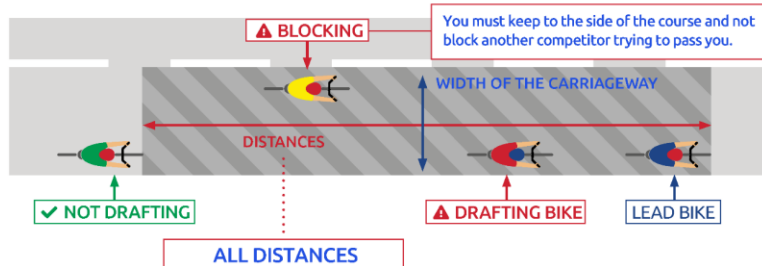 BLOCKING
You must keep to the side of the course and not
block another competitor trying to pass you.
WIDTH OF THE CARRIAGEWAY
DISTANCES
NOT DRAFTING
DRAFTING BIKE
LEAD BIKE
ALL DISTANCES